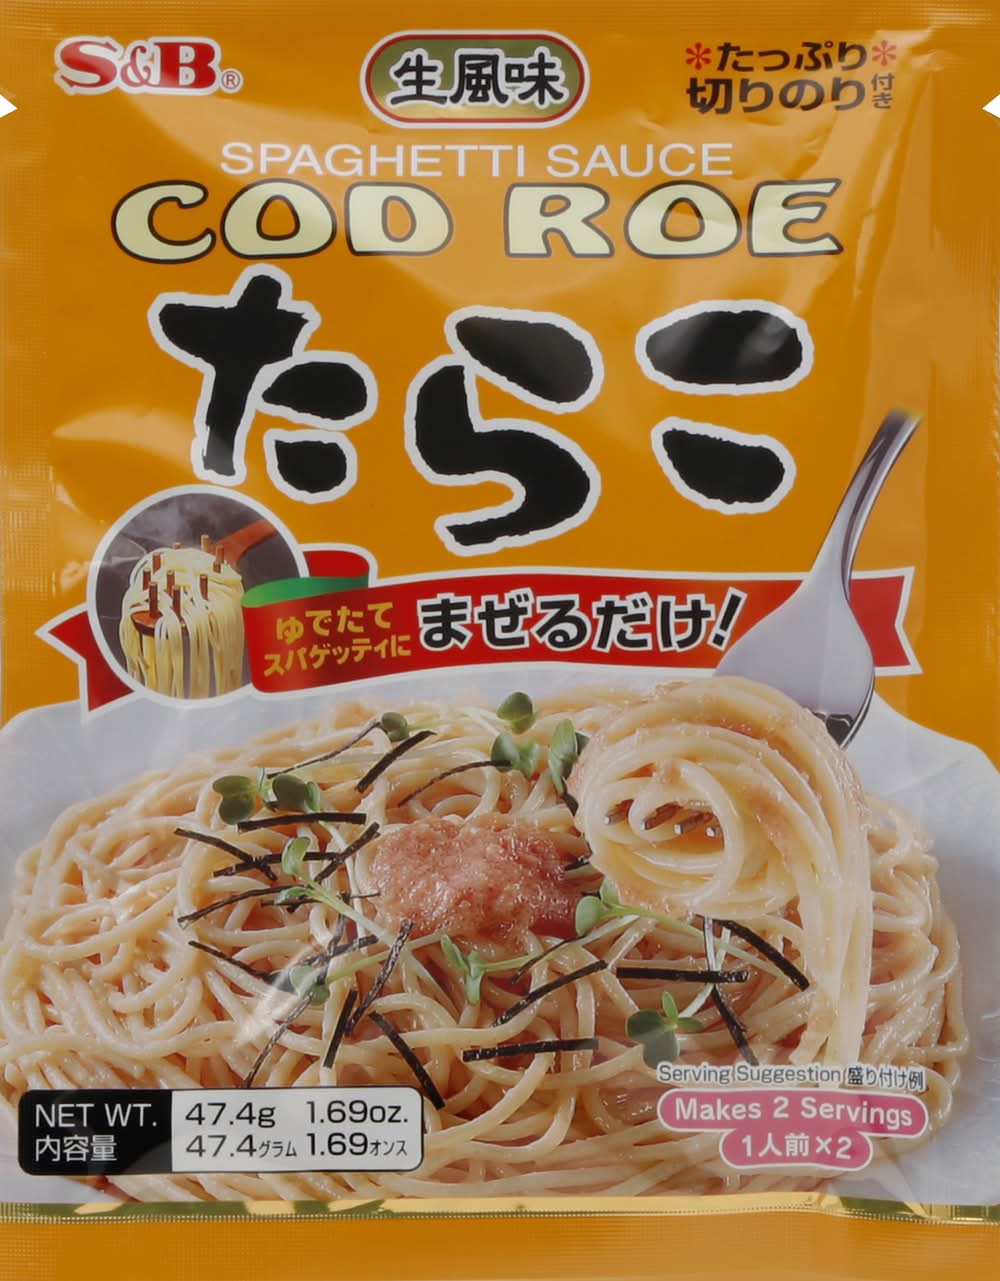 S&B®
生風味
*たっぷり*
切りのり付き
SPAGHETTI SAUCE
COD ROE
たらこ
ゆでたて
スパゲッティに
まぜるだけ!
Serving Suggestion 盛り付け例
Makes 2 Servings
1人前×2
NET WT. 47.4g 1.69oz.
内容量 47.4グラム 1.69オンス